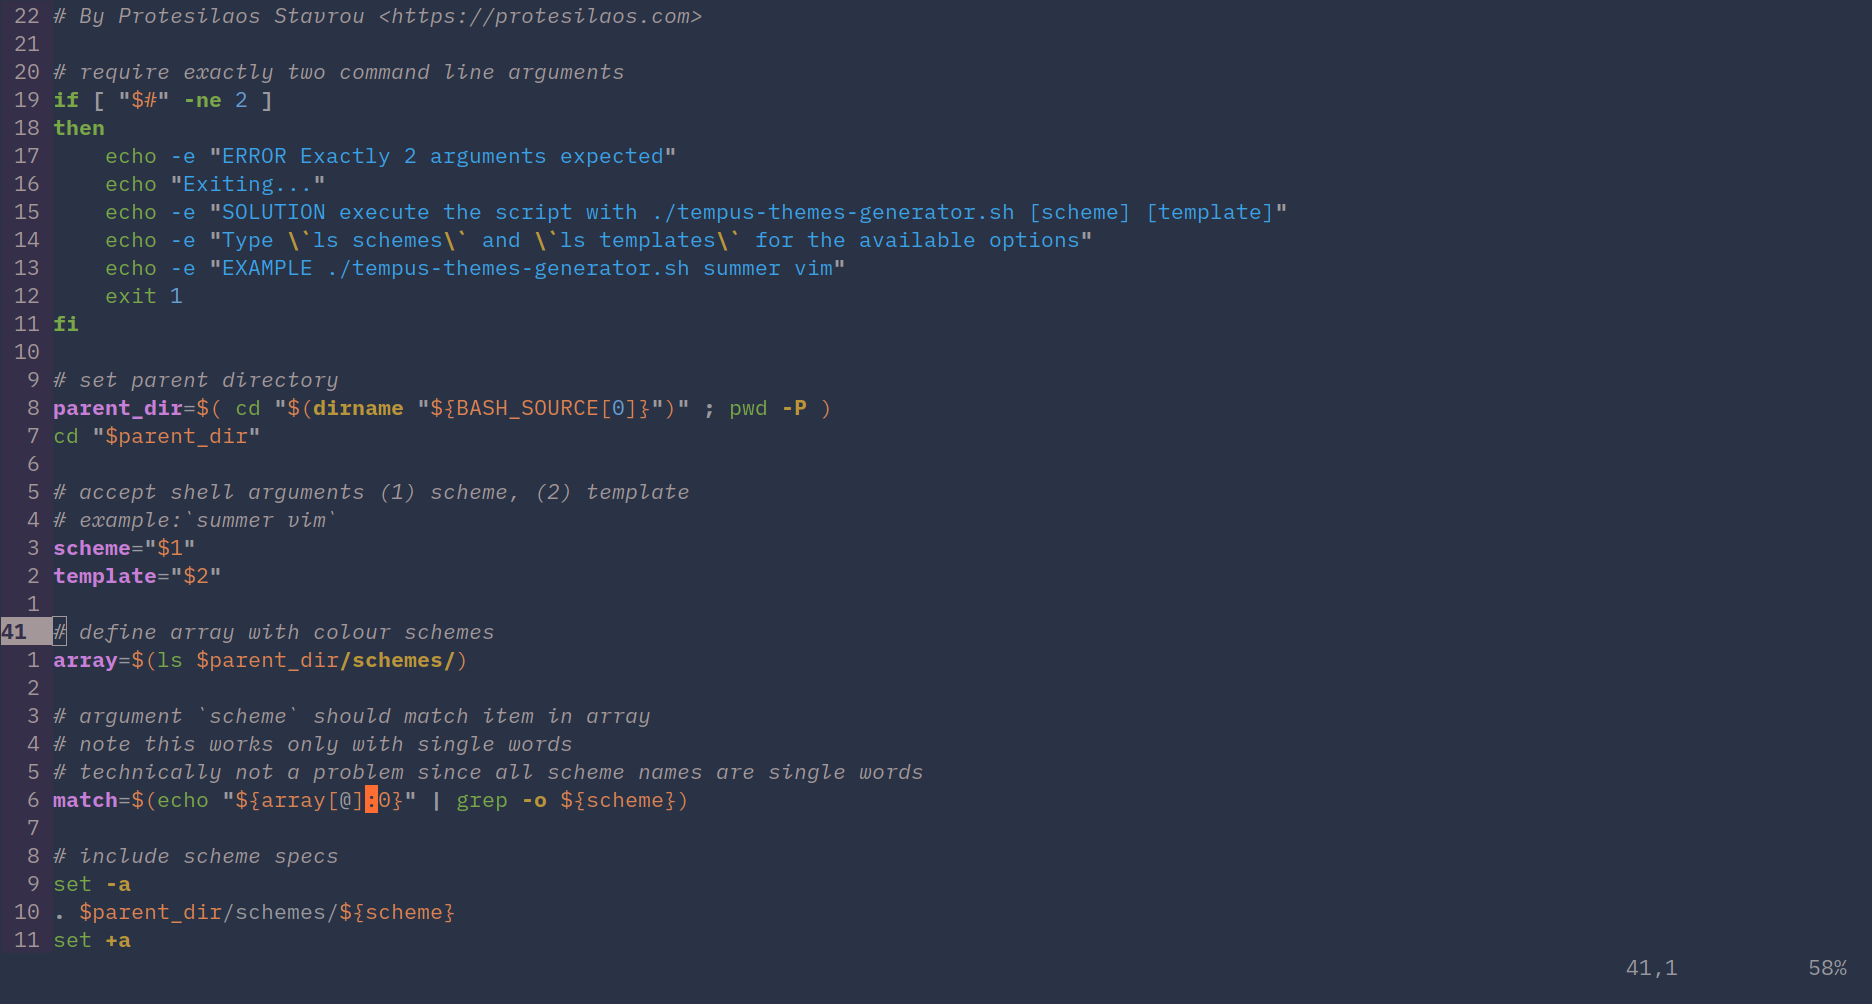 22 # By Protesilaos Stavrou <https://protesilaos.com>
21
20 # require exactly two command line arguments
19 if [ "$#" -ne 2 ]
18 then
17     echo -e "ERROR Exactly 2 arguments expected"
16     echo "Exiting..."
15     echo -e "SOLUTION execute the script with ./tempus-themes-generator.sh [scheme] [template]"
14     echo -e "Type \`ls schemes\` and \`ls templates\` for the available options"
13     echo -e "EXAMPLE ./tempus-themes-generator.sh summer vim"
12     exit 1
11 fi
10
9 # set parent directory
8 parent_dir=$( cd "$(dirname "${BASH_SOURCE[0]}")" ; pwd -P )
7 cd "$parent_dir"
6
5 # accept shell arguments (1) scheme, (2) template
4 # example:`summer vim`
3 scheme="$1"
2 template="$2"
1
41 # define array with colour schemes
1 array=$(ls $parent_dir/schemes/)
2
3 # argument `scheme` should match item in array
4 # note this works only with single words
5 # technically not a problem since all scheme names are single words
6 match=$(echo "${array[@]:0}" | grep -o ${scheme})
7
8 # include scheme specs
9 set -a
10 . $parent_dir/schemes/${scheme}
11 set +a
41,1 58%